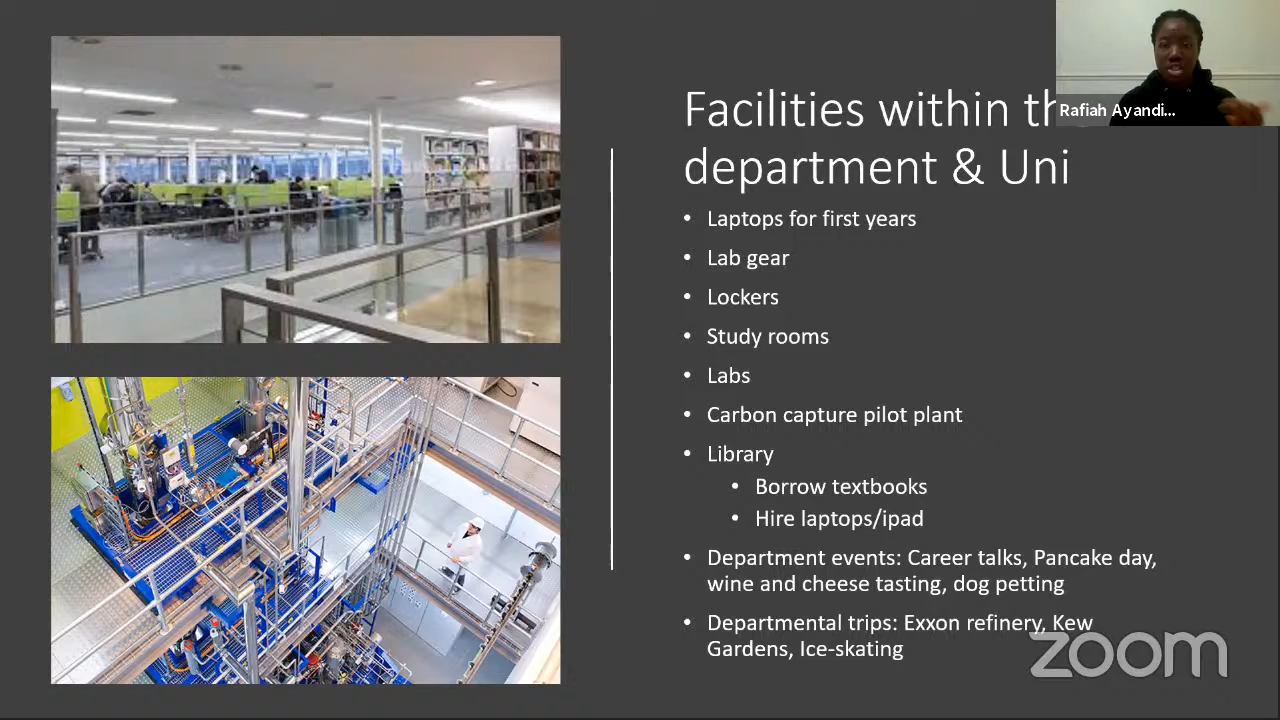 Facilities within th
department & Uni
Rafiah Ayandi...
• Laptops for first years
• Lab gear
• Lockers
• Study rooms
• Labs
• Carbon capture pilot plant
• Library
• Borrow textbooks
• Hire laptops/ipad
• Department events: Career talks, Pancake day,
wine and cheese tasting, dog petting
• Departmental trips: Exxon refinery, Kew
Gardens, Ice-skating
zoom